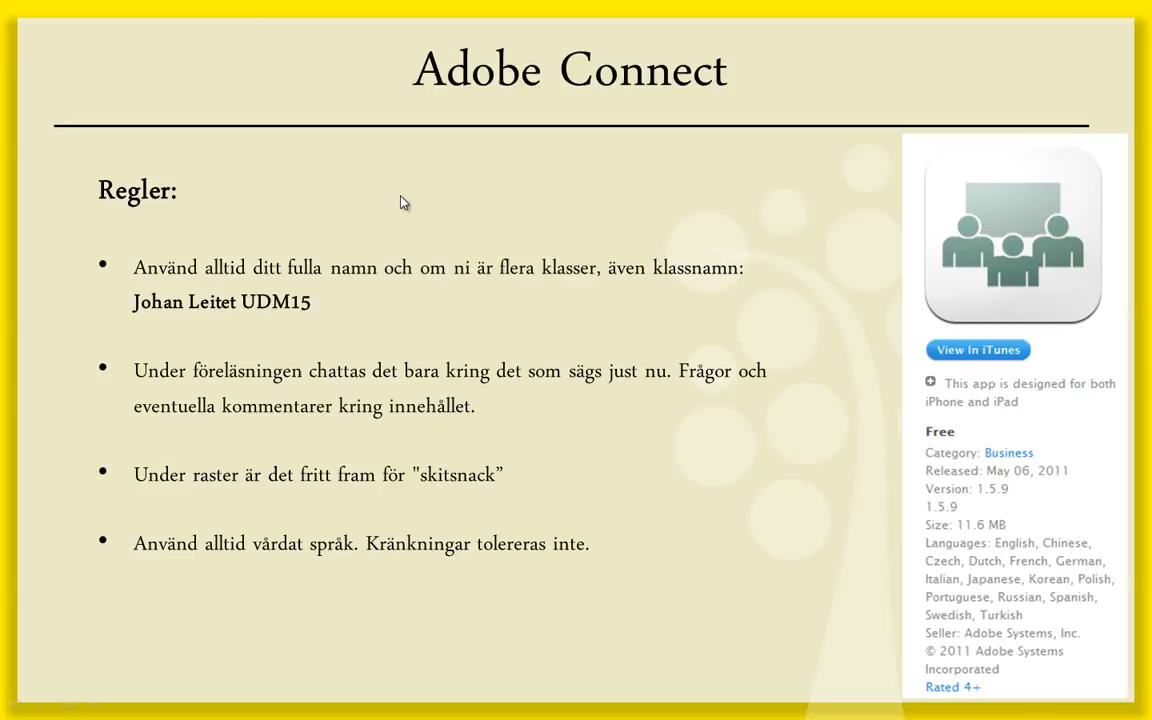 Adobe Connect
Regler:
• Använd alltid ditt fulla namn och om ni är flera klasser, även klassnamn:
Johan Leitet UDM15
• Under föreläsningen chattas det bara kring det som sägs just nu. Frågor och
eventuella kommentarer kring innehållet.
• Under raster är det fritt fram för "skitsnack”
• Använd alltid vårdat språk. Kränkningar tolereras inte.
View In iTunes
This app is designed for both
iPhone and iPad
Free
Category: Business
Released: May 06, 2011
Version: 1.5.9
1.5.9
Size: 11.6 MB
Languages: English, Chinese,
Czech, Dutch, French, German,
Italian, Japanese, Korean, Polish,
Portuguese, Russian, Spanish,
Swedish, Turkish
Seller: Adobe Systems, Inc.
© 2011 Adobe Systems
Incorporated
Rated 4+